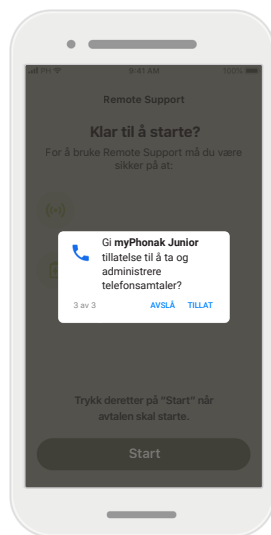 PH 9:41 AM 100%
Remote Support
Klar til å starte?
For å bruke Remote Support må du være
sikker på at:
Gi myPhonak Junior
tillatelse til å ta og
administrere
telefonsamtaler?
3 av 3 AVSLÅ TILLAT
Trykk deretter på "Start" når
avtalen skal starte.
Start